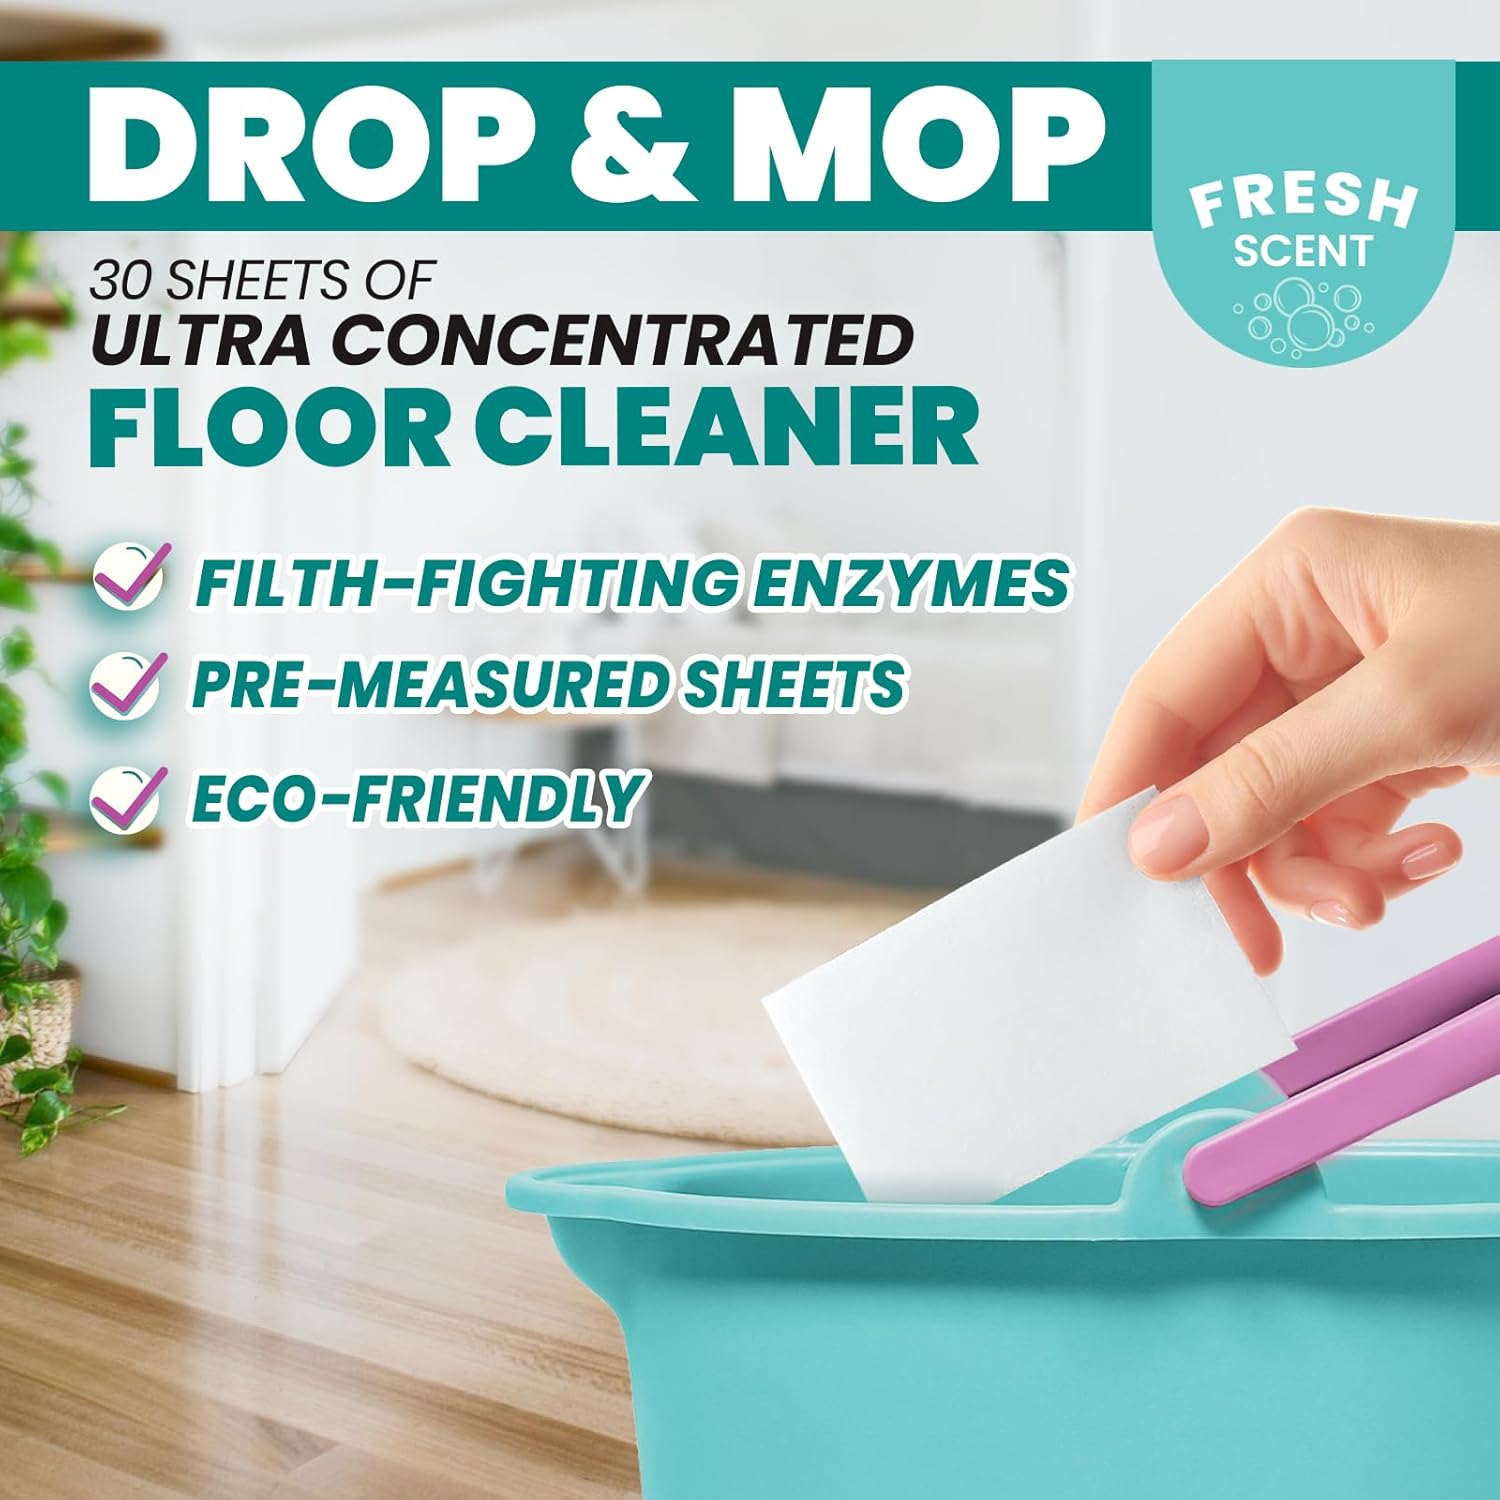 DROP & MOP
FRESH
SCENT
30 SHEETS OF
ULTRA CONCENTRATED
FLOOR CLEANER
FILTH-FIGHTING ENZYMES
PRE-MEASURED SHEETS
ECO-FRIENDLY